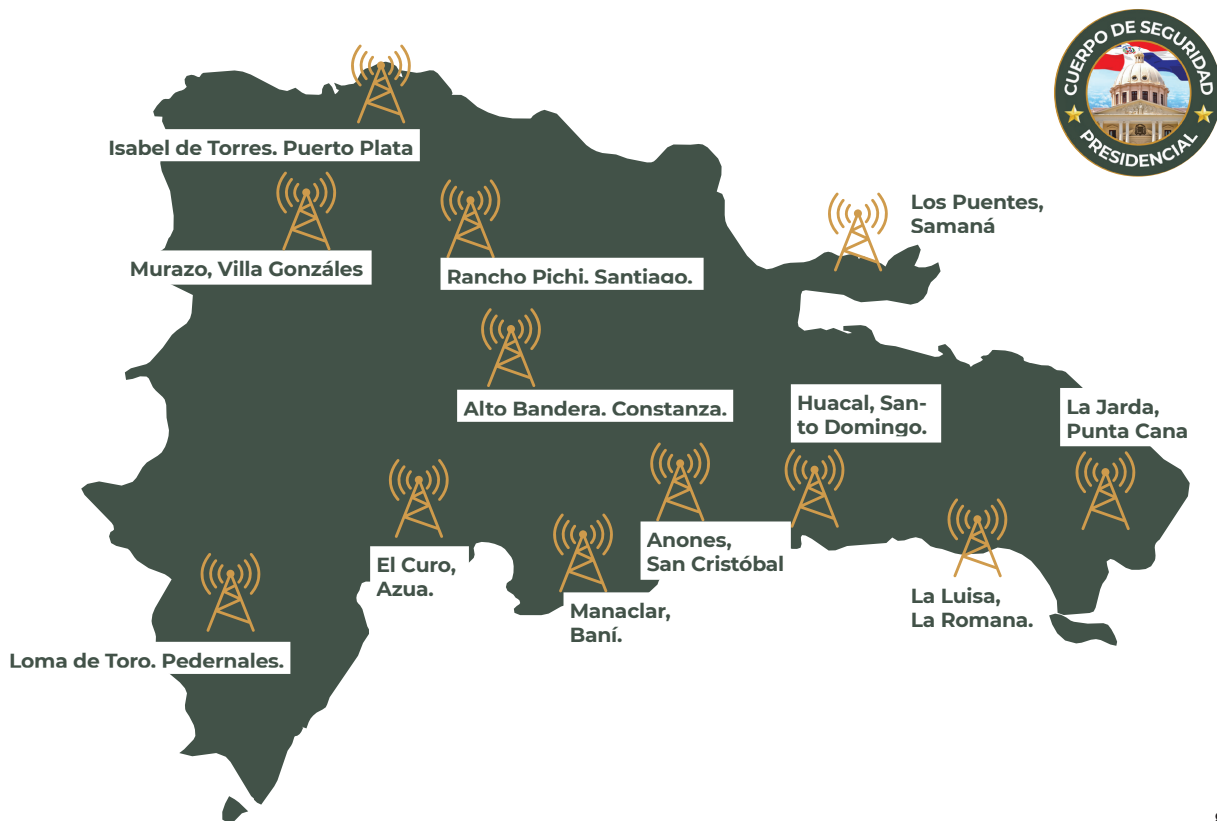 CUERPO DE SEGURIDAD
PRESIDENCIAL
Isabel de Torres. Puerto Plata
Los Puentes,
Samaná
Murazo, Villa Gonzáles
Rancho Pichi. Santiago.
Alto Bandera. Constanza.
Huacal, San-
to Domingo.
La Jarda,
Punta Cana
El Curo,
Azua.
Anones,
San Cristóbal
Manaclar,
Baní.
La Luisa,
La Romana.
Loma de Toro. Pedernales.